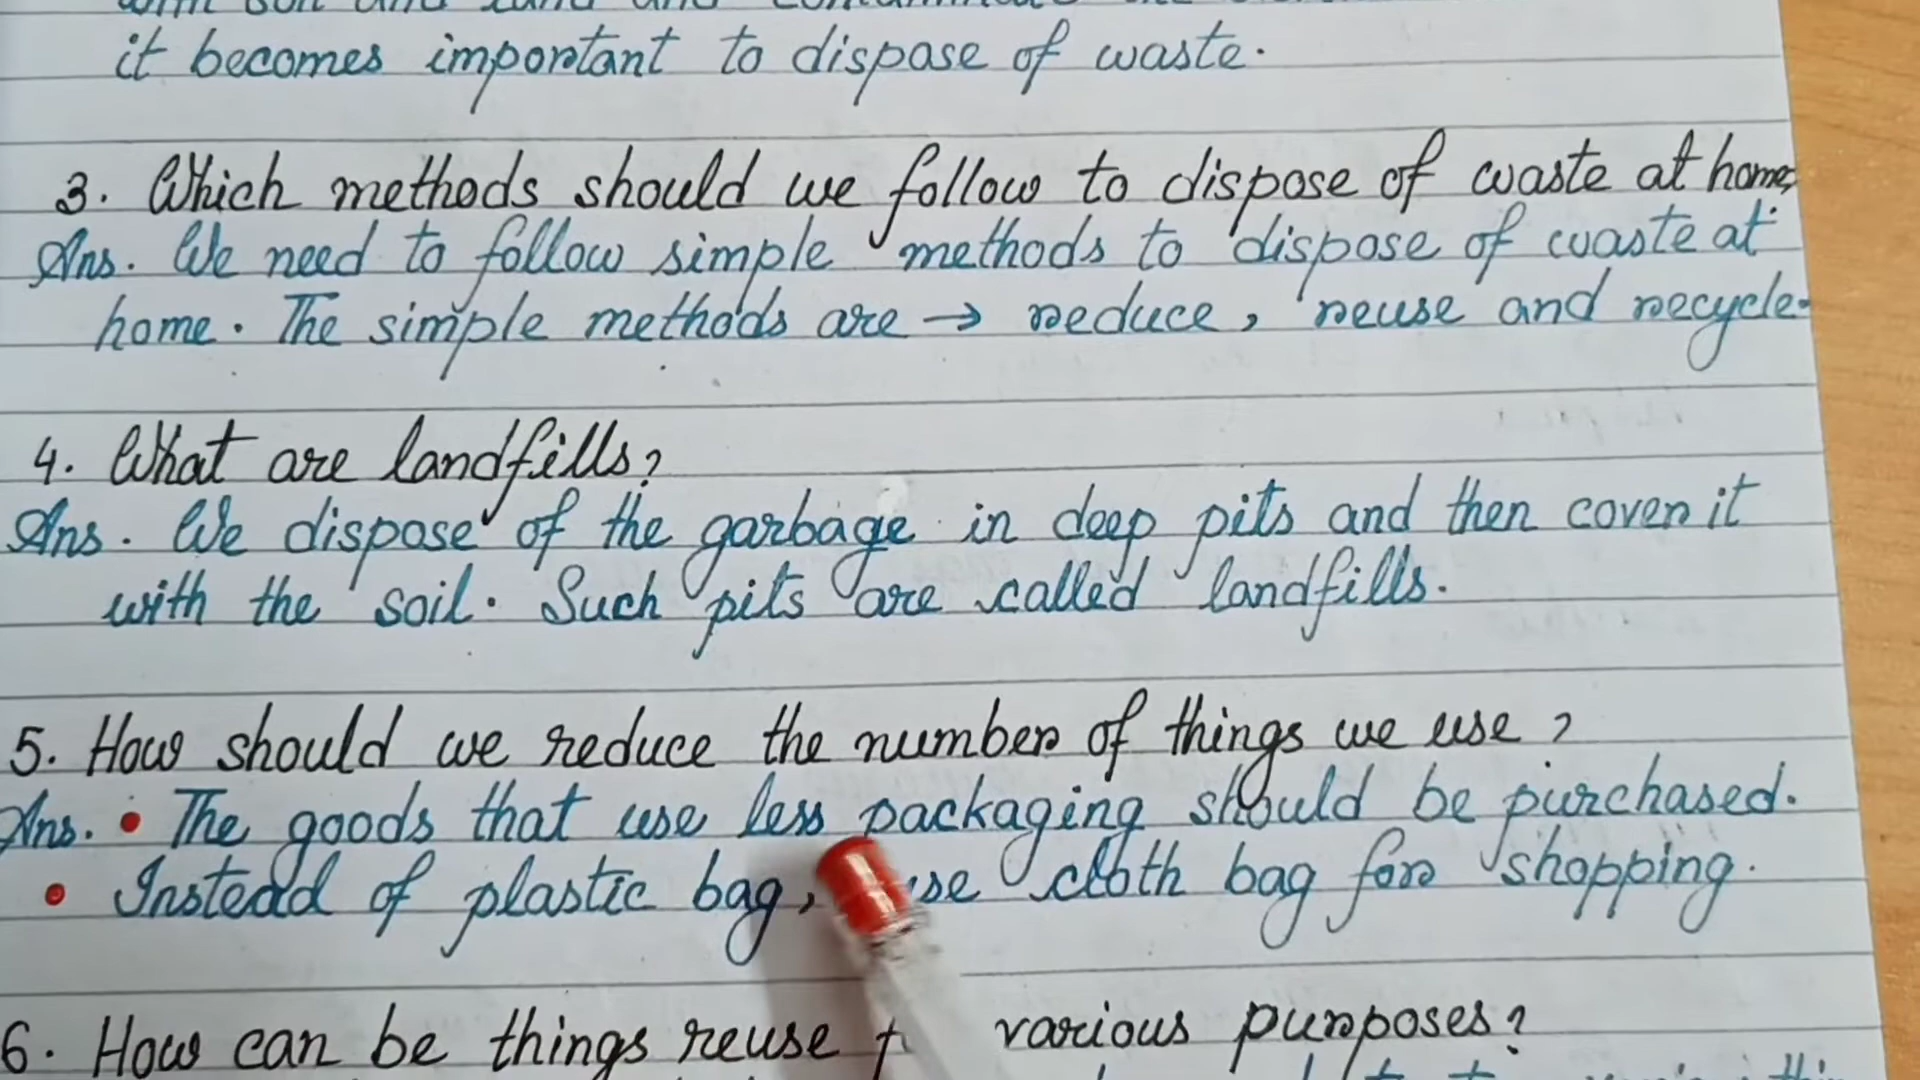 it becomes important to dispose of waste.
3. Which methods should we follow to dispose of waste at home?
Ans. We need to follow simple methods to dispose of waste at
home. The simple methods are → reduce, reuse and recycle.
4. What are landfills?
Ans. We dispose of the garbage in deep pits and then cover it
with the soil. Such pits are called landfills.
5. How should we reduce the number of things we use?
Ans. • The goods that use less packaging should be purchased.
• Instead of plastic bag, use cloth bag for shopping.
6. How can be things reuse various purposes?